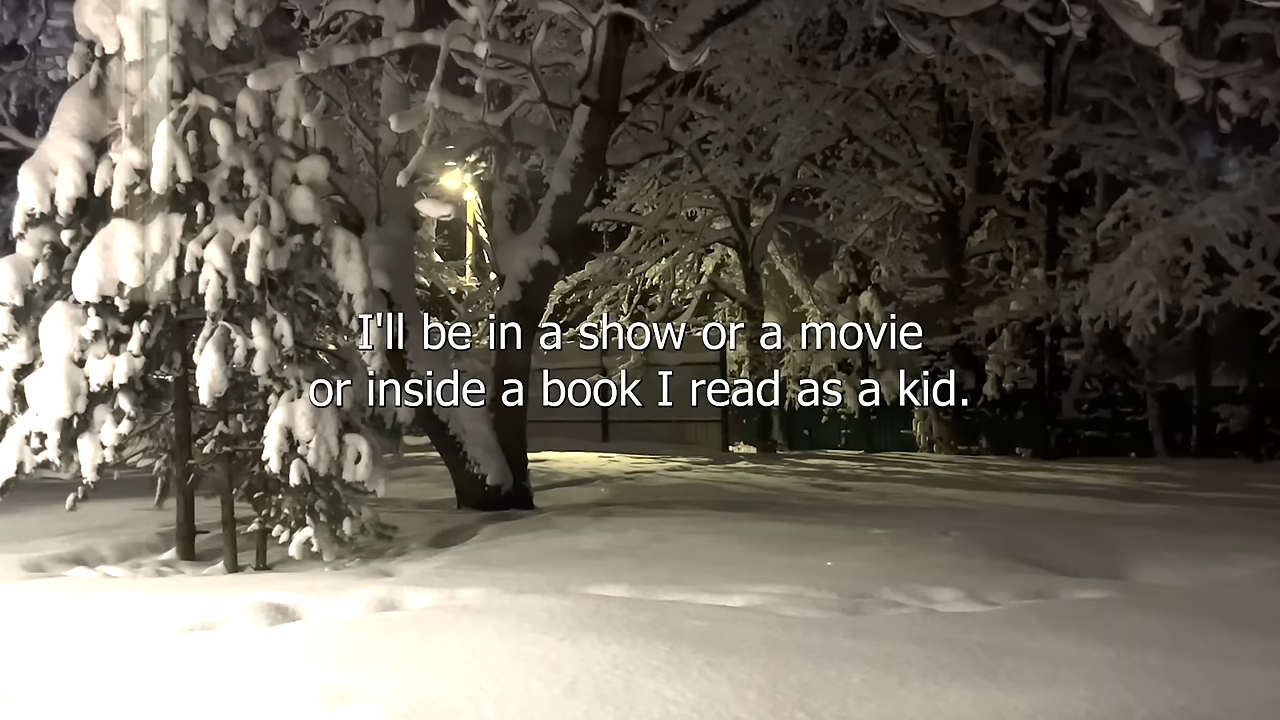 I'll be in a show or a movie
or inside a book I read as a kid.